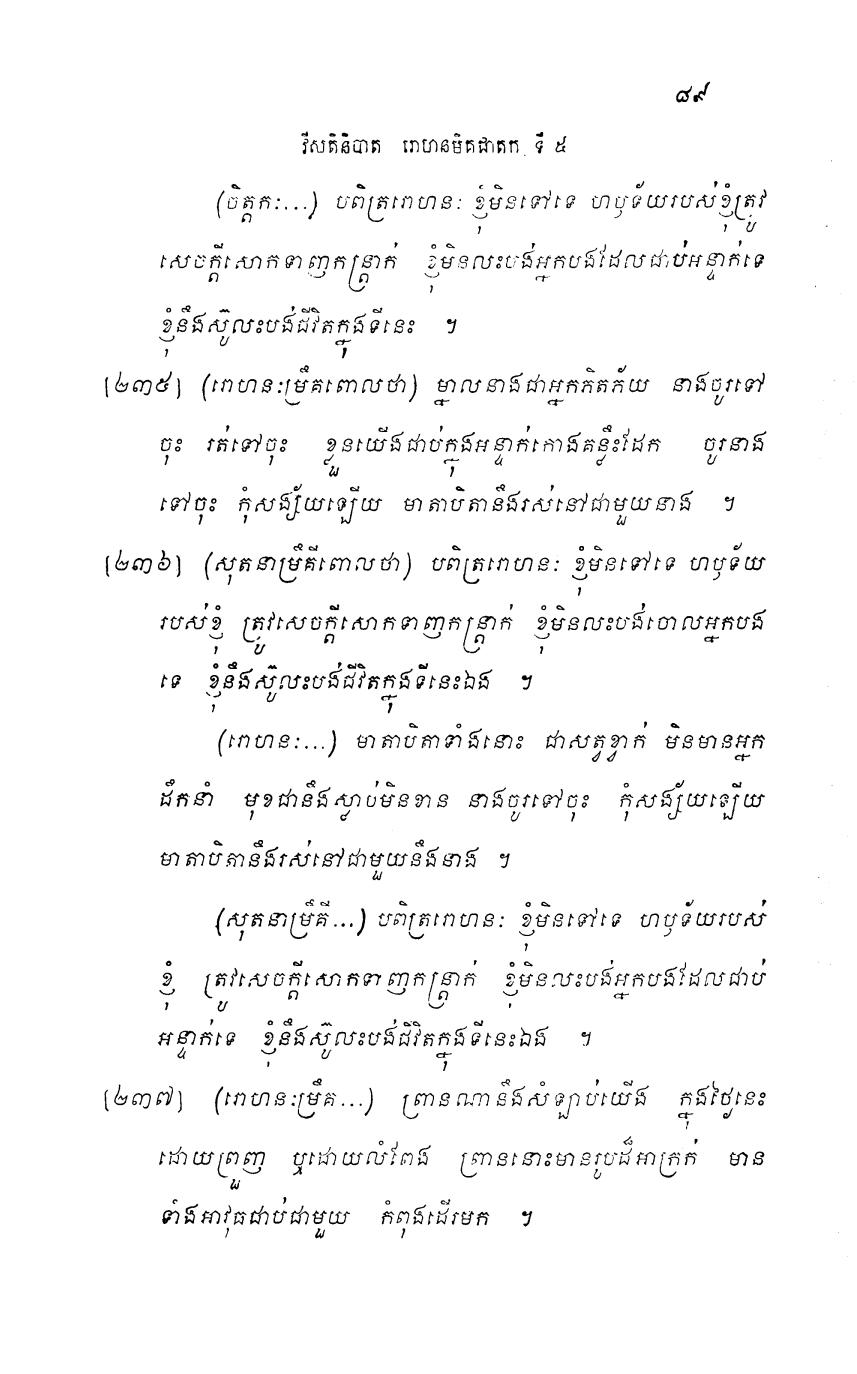 ៨៩
វីសតិនិបាត រោហនមិគជាតក ទី ៥
(ចិត្តកៈ...) បពិត្ររោហនៈ ខ្ញុំមិនទៅទេ ហឫទ័យរបស់ខ្ញុំត្រូវ
សេចក្តីសោកទាញកន្ត្រាក់ ខ្ញុំមិនលះបង់អ្នកបងដែលជាប់អន្ទាក់ទេ
ខ្ញុំនឹងស៊ូលះបង់ជីវិតក្នុងទីនេះ ។
[២៣៥] (រោហនៈម្រឹគពោលថា) ម្នាលនាងជាអ្នកភិតភ័យ នាងចូរទៅ
ចុះ រត់ទៅចុះ ខ្លួនយើងជាប់ក្នុងអន្ទាក់កោងគន្លឹះដែក ចូរនាង
ទៅចុះ កុំសង្ស័យឡើយ មាតាបិតានឹងរស់នៅជាមួយនាង ។
[២៣៦] (សុតនាម្រឹគីពោលថា) បពិត្ររោហនៈ ខ្ញុំមិនទៅទេ ហឫទ័យ
របស់ខ្ញុំ ត្រូវសេចក្តីសោកទាញកន្ត្រាក់ ខ្ញុំមិនលះបង់ចោលអ្នកបង
ទេ ខ្ញុំនឹងស៊ូលះបង់ជីវិតក្នុងទីនេះឯង ។
(រោហនៈ...) មាតាបិតាទាំងនោះ ជាសត្វខ្វាក់ មិនមានអ្នក
ដឹកនាំ មុខជានឹងស្លាប់មិនខាន នាងចូរទៅចុះ កុំសង្ស័យឡើយ
មាតាបិតានឹងរស់នៅជាមួយនឹងនាង ។
(សុតនាម្រឹគី...) បពិត្ររោហនៈ ខ្ញុំមិនទៅទេ ហឫទ័យរបស់
ខ្ញុំ ត្រូវសេចក្តីសោកទាញកន្ត្រាក់ ខ្ញុំមិនលះបង់អ្នកបងដែលជាប់
អន្ទាក់ទេ ខ្ញុំនឹងស៊ូលះបង់ជីវិតក្នុងទីនេះឯង ។
[២៣៧] (រោហនៈម្រឹគ...) ព្រានណានឹងសំឡាប់យើង ក្នុងថ្ងៃនេះ
ដោយព្រួញ ឬដោយលំពែង ព្រាននោះមានរូបដ៏អាក្រក់ មាន
ទាំងអាវុធជាប់ជាមួយ កំពុងដើរមក ។